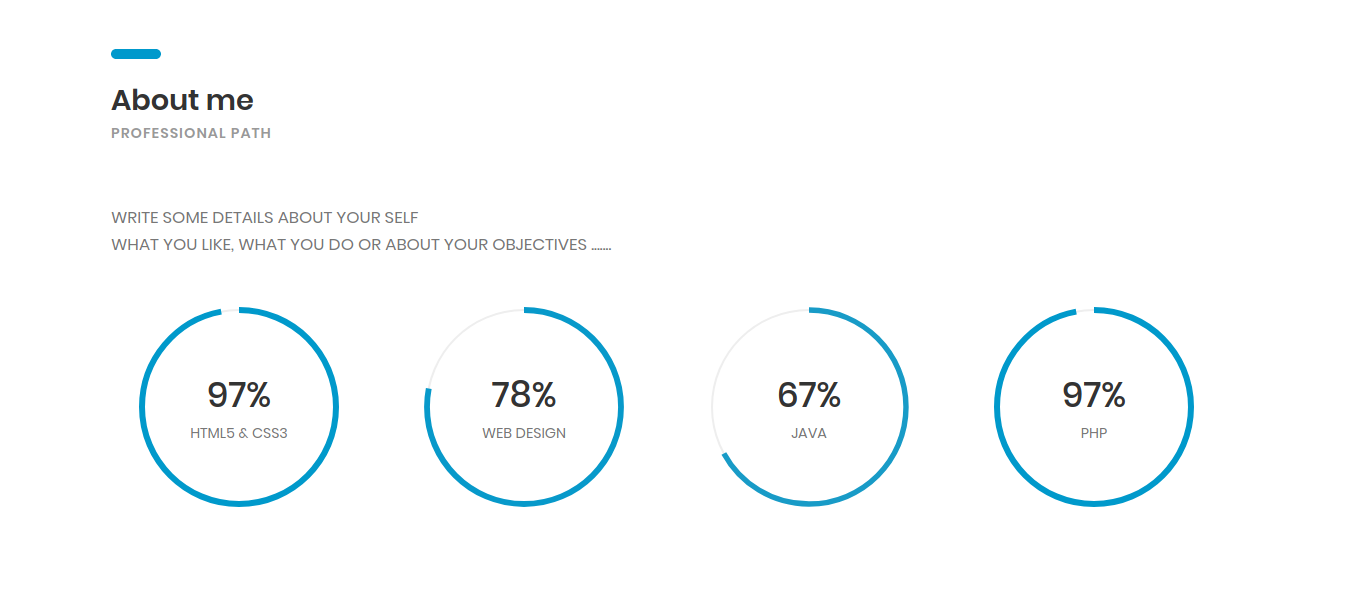 About me
PROFESSIONAL PATH
WRITE SOME DETAILS ABOUT YOUR SELF
WHAT YOU LIKE, WHAT YOU DO OR ABOUT YOUR OBJECTIVES .......
97%
HTML5 & CSS3
78%
WEB DESIGN
67%
JAVA
97%
PHP